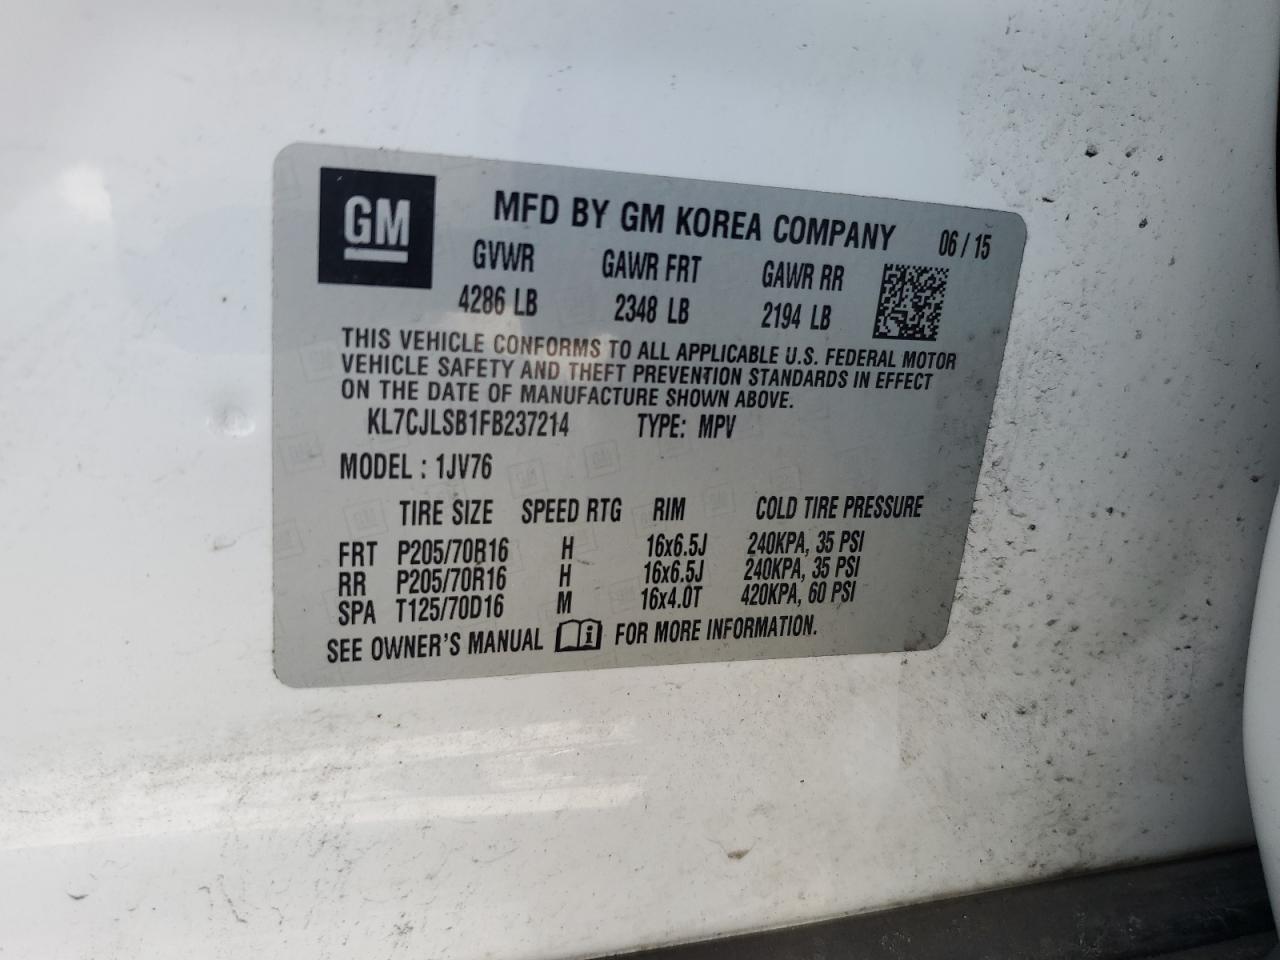 GM
MFD BY GM KOREA COMPANY 06 / 15
GVWR GAWR FRT GAWR RR
4286 LB 2348 LB 2194 LB
THIS VEHICLE CONFORMS TO ALL APPLICABLE U.S. FEDERAL MOTOR
VEHICLE SAFETY AND THEFT PREVENTION STANDARDS IN EFFECT
ON THE DATE OF MANUFACTURE SHOWN ABOVE.
KL7CJLSB1FB237214 TYPE: MPV
MODEL : 1JV76
TIRE SIZE SPEED RTG RIM COLD TIRE PRESSURE
FRT P205/70R16 H 16x6.5J 240KPA, 35 PSI
RR P205/70R16 H 16x6.5J 240KPA, 35 PSI
SPA T125/70D16 M 16x4.0T 420KPA, 60 PSI
SEE OWNER'S MANUAL i FOR MORE INFORMATION.